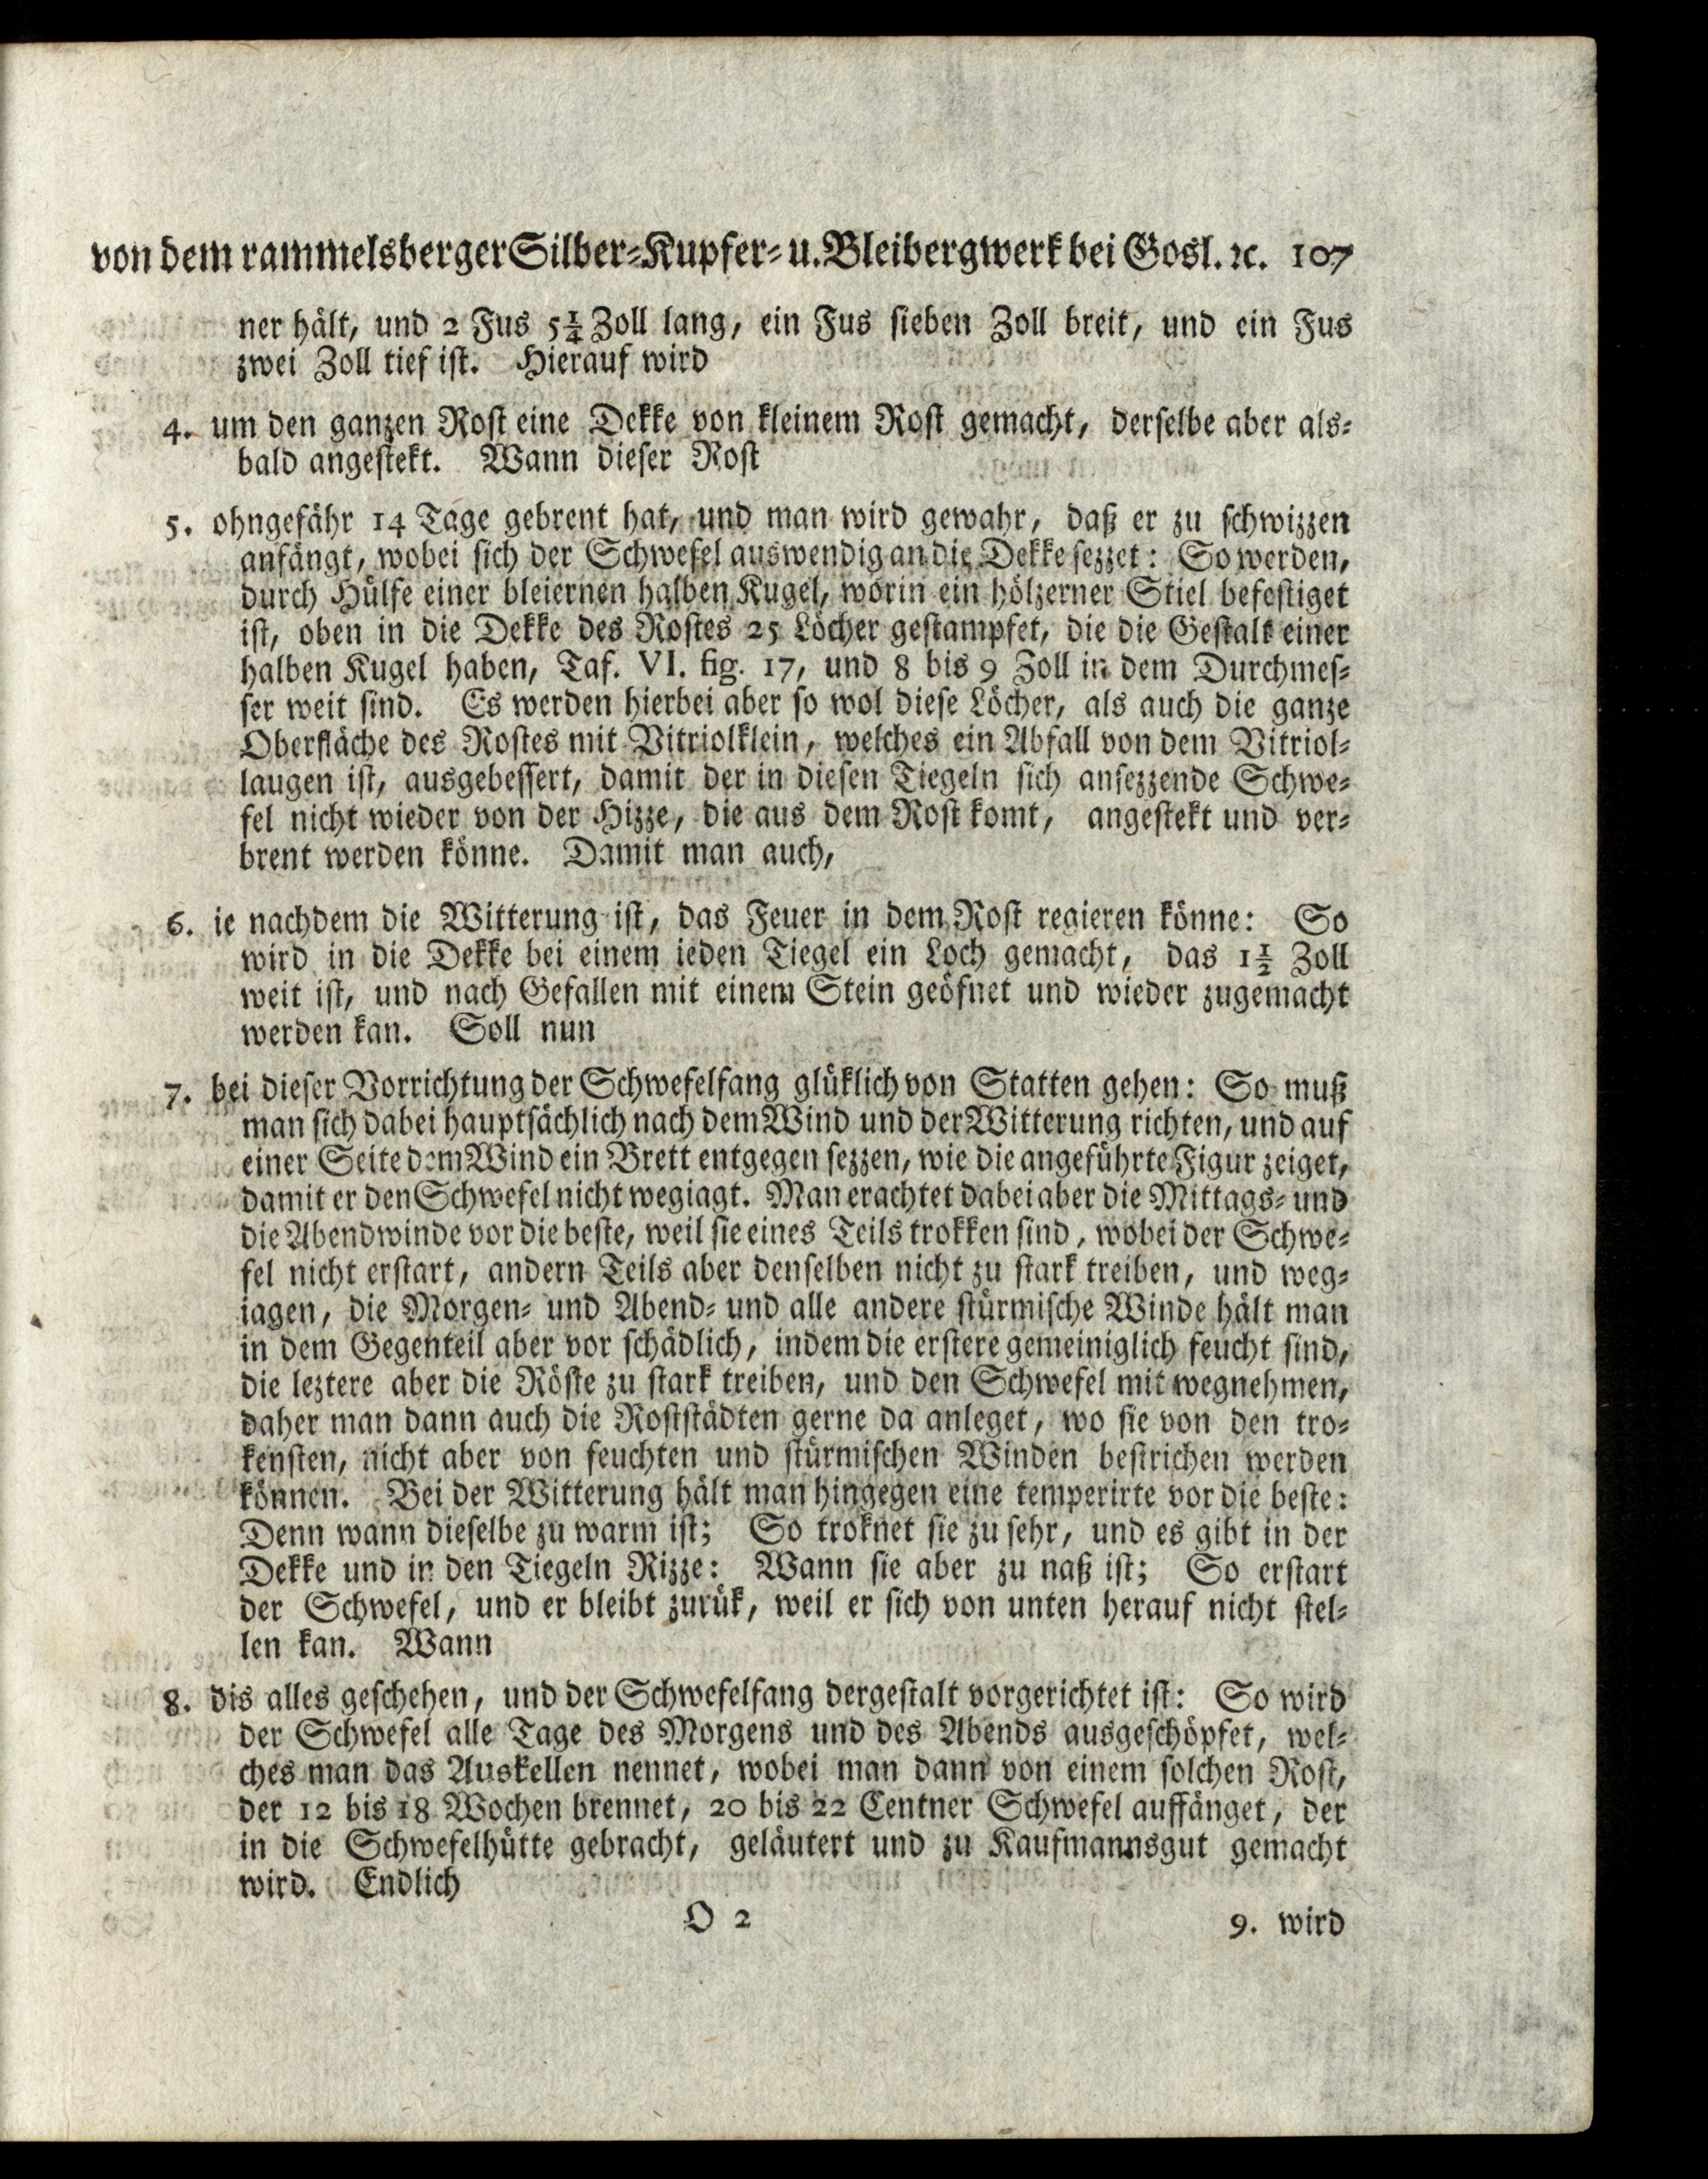 von dem rammelsberger Silber-Kupfer- u. Bleibergwerk bei Gosl. ꝛc. 107
ner hält, und 2 Fus 5¼ Zoll lang, ein Fus sieben Zoll breit, und ein Fus
zwei Zoll tief ist. Hierauf wird
4. um den ganzen Rost eine Dekke von kleinem Rost gemacht, derselbe aber als-
bald angestekt. Wann dieser Rost
5. ohngefähr 14 Tage gebrent hat, und man wird gewahr, daß er zu schwizzen
anfängt, wobei sich der Schwefel auswendig an die Dekke sezzet: So werden,
durch Hülfe einer bleiernen halben Kugel, worin ein hölzerner Stiel befestiget
ist, oben in die Dekke des Rostes 25 Löcher gestampfet, die die Gestalt einer
halben Kugel haben, Taf. VI. fig. 17, und 8 bis 9 Zoll in dem Durchmes-
ser weit sind. Es werden hierbei aber so wol diese Löcher, als auch die ganze
Oberfläche des Rostes mit Vitriolklein, welches ein Abfall von dem Vitriol-
laugen ist, ausgebessert, damit der in diesen Tiegeln sich ansezzende Schwe-
fel nicht wieder von der Hizze, die aus dem Rost komt, angestekt und ver-
brent werden könne. Damit man auch,
6. ie nachdem die Witterung ist, das Feuer in dem Rost regieren könne: So
wird in die Dekke bei einem ieden Tiegel ein Loch gemacht, das 1½ Zoll
weit ist, und nach Gefallen mit einem Stein geöfnet und wieder zugemacht
werden kan. Soll nun
7. bei dieser Vorrichtung der Schwefelfang glüklich von Statten gehen: So muß
man sich dabei hauptsächlich nach dem Wind und der Witterung richten, und auf
einer Seite dem Wind ein Brett entgegen sezzen, wie die angeführte Figur zeiget,
damit er den Schwefel nicht wegiagt. Man erachtet dabei aber die Mittags- und
die Abendwinde vor die beste, weil sie eines Teils trokken sind, wobei der Schwe-
fel nicht erstart, andern Teils aber denselben nicht zu stark treiben, und weg-
iagen, die Morgen- und Abend- und alle andere stürmische Winde hält man
in dem Gegenteil aber vor schädlich, indem die erstere gemeiniglich feucht sind,
die leztere aber die Röste zu stark treiben, und den Schwefel mit wegnehmen,
daher man dann auch die Roststädten gerne da anleget, wo sie von den tro-
kensten, nicht aber von feuchten und stürmischen Winden bestrichen werden
können. Bei der Witterung hält man hingegen eine temperirte vor die beste:
Denn wann dieselbe zu warm ist; So troknet sie zu sehr, und es gibt in der
Dekke und in den Tiegeln Rizze: Wann sie aber zu naß ist; So erstart
der Schwefel, und er bleibt zurük, weil er sich von unten herauf nicht stel-
len kan. Wann
8. dis alles geschehen, und der Schwefelfang dergestalt vorgerichtet ist: So wird
der Schwefel alle Tage des Morgens und des Abends ausgeschöpfet, wel-
ches man das Auskellen nennet, wobei man dann von einem solchen Rost,
der 12 bis 18 Wochen brennet, 20 bis 22 Centner Schwefel auffänget, der
in die Schwefelhütte gebracht, geläutert und zu Kaufmannsgut gemacht
wird. Endlich
O 2 9. wird